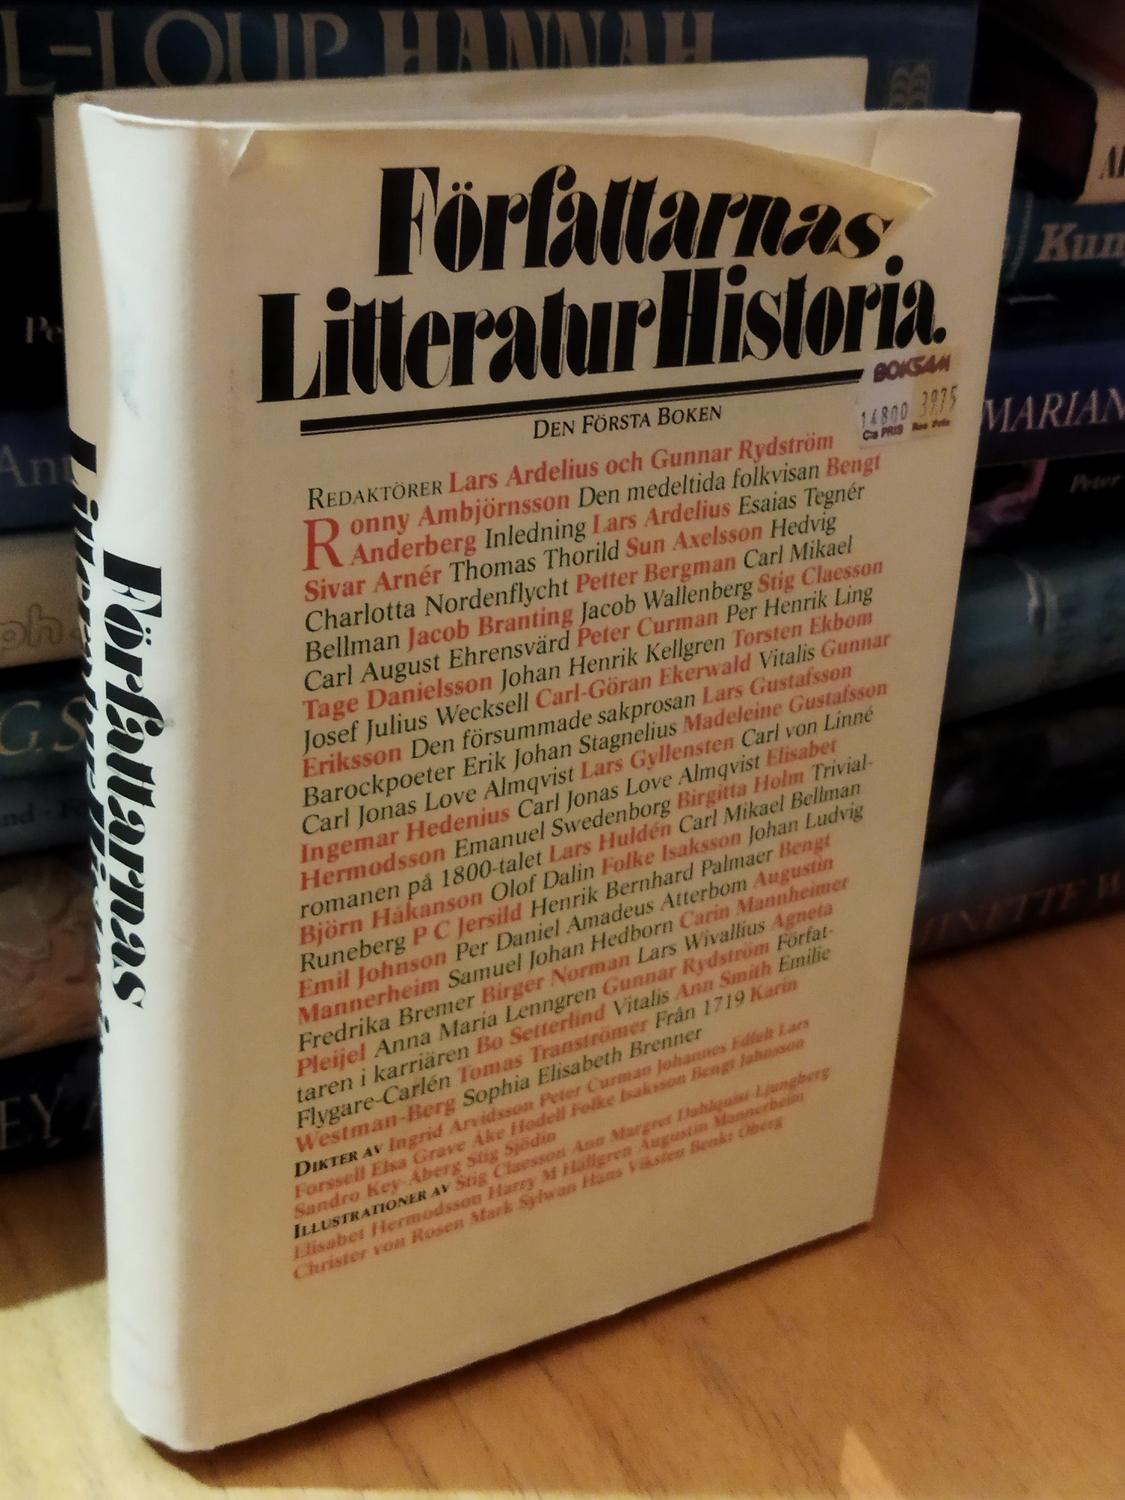 L-LOUP HANNAH
Författarnas
LitteraturHistoria.
BOKSAM
14800 3975
Ca PRIS Rea Pris
DEN FÖRSTA BOKEN
REDAKTÖRER Lars Ardelius och Gunnar Rydström
Ronny Ambjörnsson Den medeltida folkvisan Bengt
Anderberg Inledning Lars Ardelius Esaias Tegnér
Sivar Arnér Thomas Thorild Sun Axelsson Hedvig
Charlotta Nordenflycht Petter Bergman Carl Mikael
Bellman Jacob Branting Jacob Wallenberg Stig Claesson
Carl August Ehrensvärd Peter Curman Per Henrik Ling
Tage Danielsson Johan Henrik Kellgren Torsten Ekbom
Josef Julius Wecksell Carl-Göran Ekerwald Vitalis Gunnar
Eriksson Den försummade sakprosan Lars Gustafsson
Barockpoeter Erik Johan Stagnelius Madeleine Gustafsson
Carl Jonas Love Almqvist Lars Gyllensten Carl von Linné
Ingemar Hedenius Carl Jonas Love Almqvist Elisabet
Hermodsson Emanuel Swedenborg Birgitta Holm Trivial-
romanen på 1800-talet Lars Huldén Carl Mikael Bellman
Björn Håkanson Olof Dalin Folke Isaksson Johan Ludvig
Runeberg P C Jersild Henrik Bernhard Palmaer Bengt
Emil Johnson Per Daniel Amadeus Atterbom Augustin
Mannerheim Samuel Johan Hedborn Carin Mannheimer
Fredrika Bremer Birger Norman Lars Wivallius Agneta
Pleijel Anna Maria Lenngren Gunnar Rydström Förfat-
taren i karriären Bo Setterlind Vitalis Ann Smith Emilie
Flygare-Carlén Tomas Tranströmer Från 1719 Karin
Westman-Berg Sophia Elisabeth Brenner
DIKTER AV Ingrid Arvidsson Peter Curman Johannes Edfelt Lars
Forssell Elsa Grave Åke Hodell Folke Isaksson Bengt Jahnsson
Sandro Key-Åberg Stig Sjödin
ILLUSTRATIONER AV Stig Claesson Ann Margret Dahlquist-Ljungberg
Elisabet Hermodsson Harry M Hällgren Augustin Mannerheim
Christer von Rosen Mark Sylwan Hans Viksten Benkt Öberg
Författarnas
MARIAN
Peter